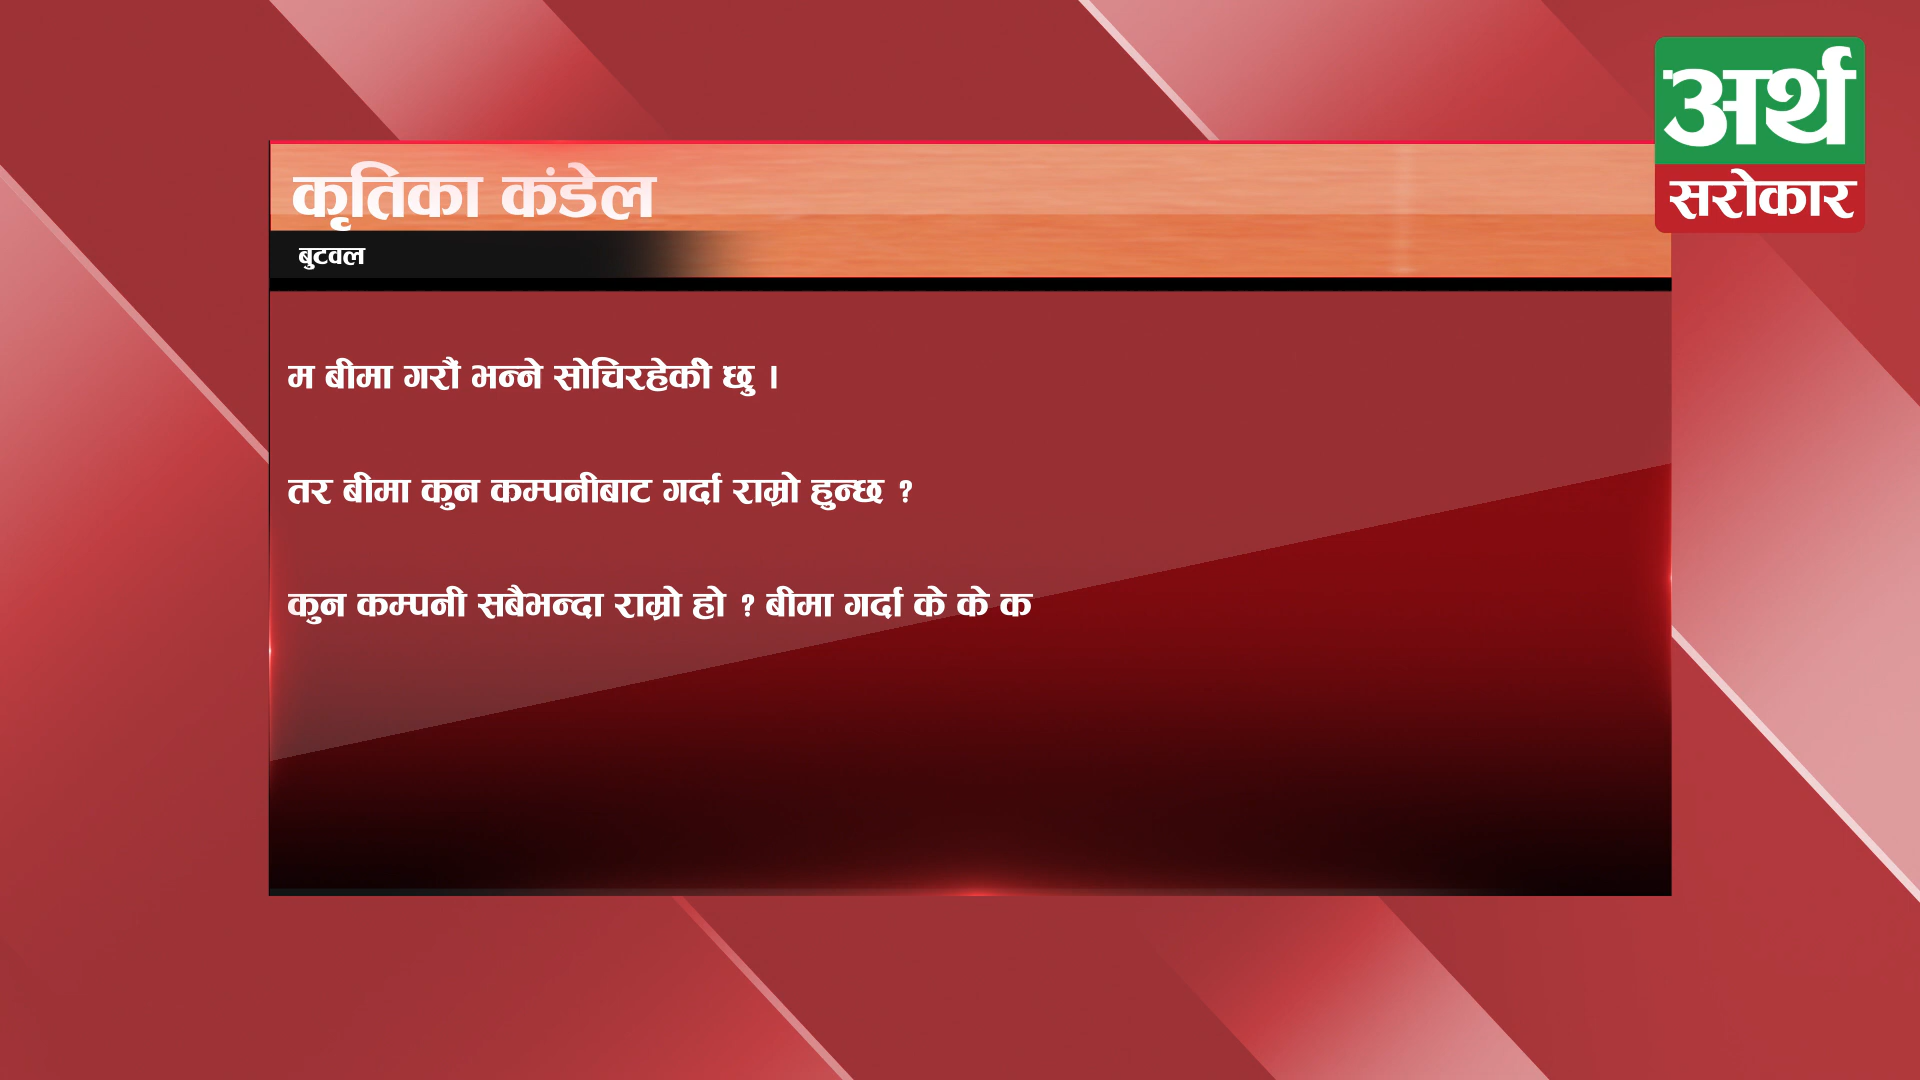 अर्थ
सरोकार
कृतिका कंडेल
बुटवल
म बीमा गरौं भन्ने सोचिरहेकी छु ।
तर बीमा कुन कम्पनीबाट गर्दा राम्रो हुन्छ ?
कुन कम्पनी सबैभन्दा राम्रो हो ? बीमा गर्दा के के क